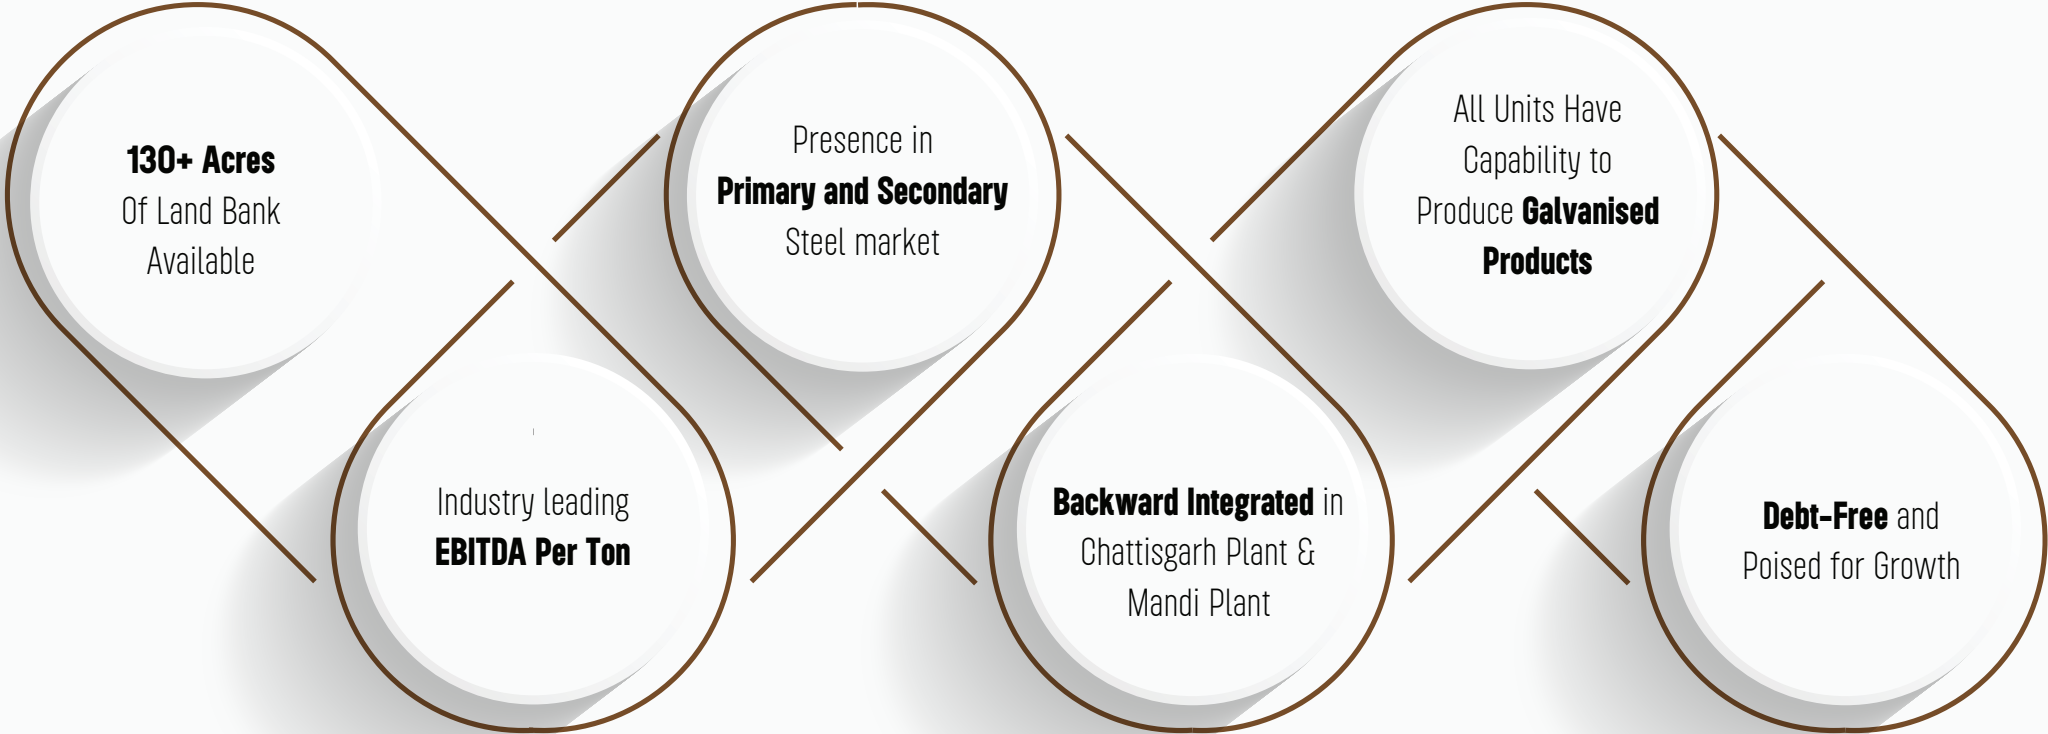 130+ Acres
Of Land Bank
Available
Industry leading
EBITDA Per Ton
Presence in
Primary and Secondary
Steel market
Backward Integrated in
Chattisgarh Plant &
Mandi Plant
All Units Have
Capability to
Produce Galvanised
Products
Debt-Free and
Poised for Growth